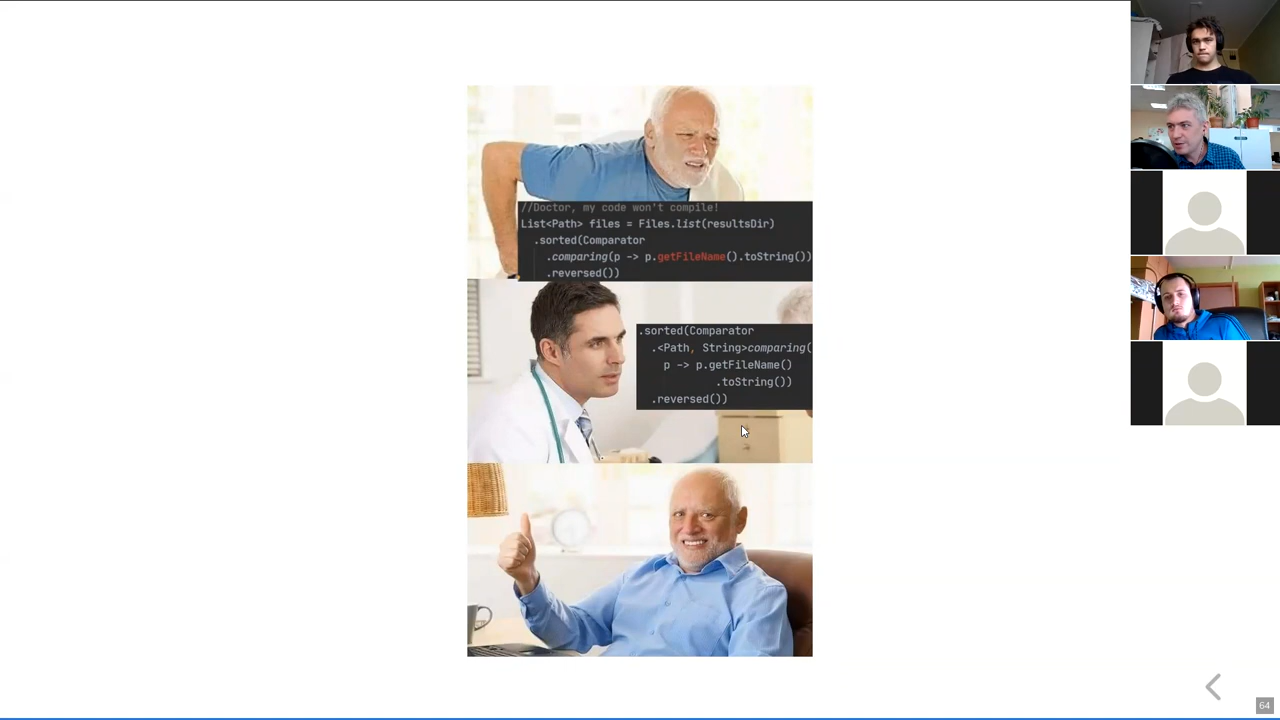 //Doctor, my code won't compile!
List<Path> files = Files.list(resultsDir)
.sorted(Comparator
.comparing(p -> p.getFileName().toString())
.reversed())
.sorted(Comparator
.<Path, String>comparing(
p -> p.getFileName()
.toString())
.reversed())
64